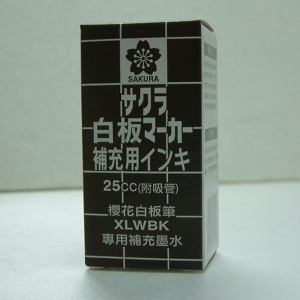 SAKURA
サクラ
白板マーカー
補充用インキ
25CC(附吸管)
櫻花白板筆
XLWBK
專用補充墨水